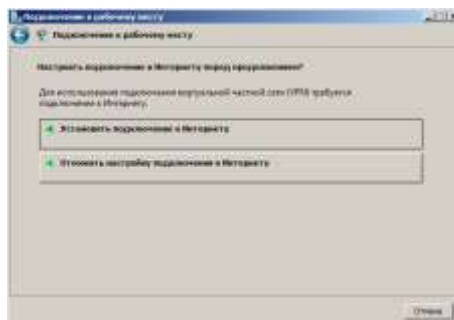 Подключение к рабочему месту
Подключение к рабочему месту
Настроить подключение к Интернету перед продолжением?
Для использования подключения виртуальной частной сети (VPN) требуется
подключение к Интернету.
Установить подключение к Интернету
Отложить настройку подключения к Интернету
Отмена